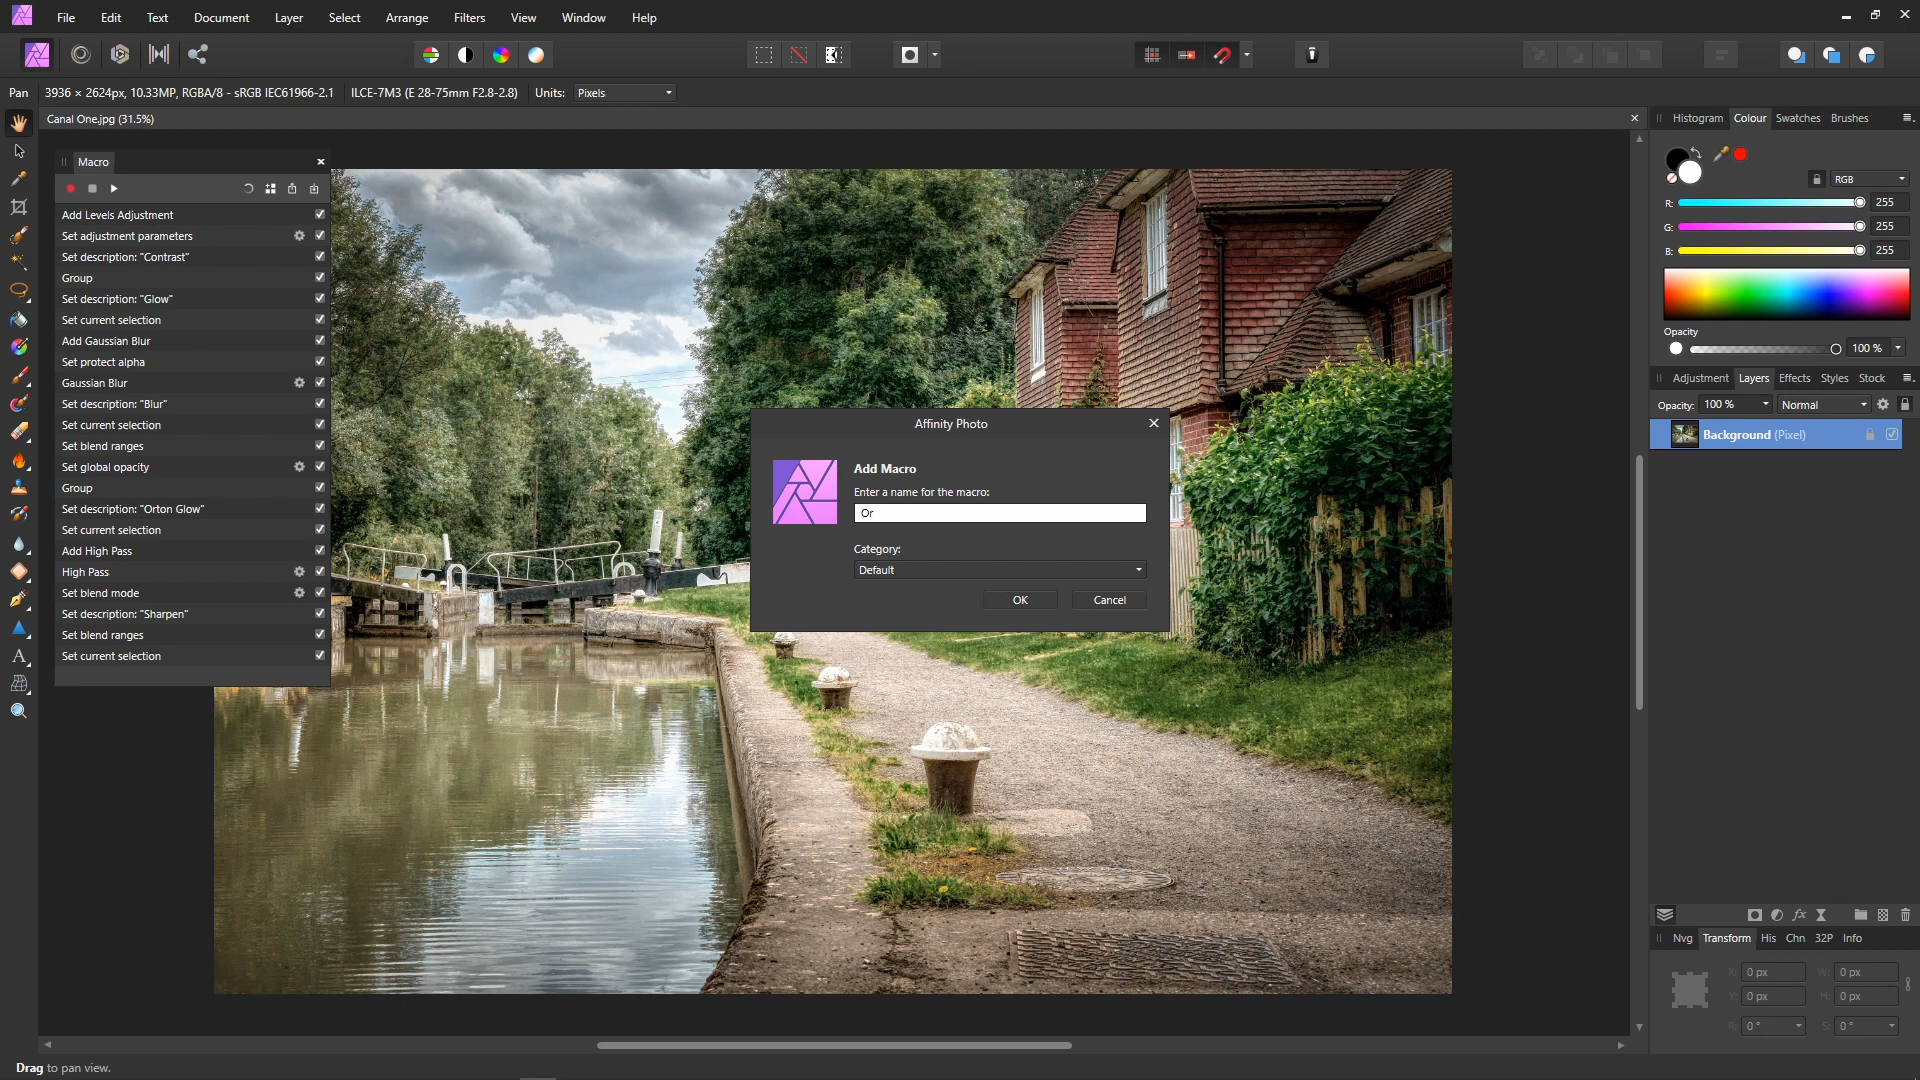 File Edit Text Document Layer Select Arrange Filters View Window Help
Pan 3936 × 2624px, 10.33MP, RGBA/8 - sRGB IEC61966-2.1 ILCE-7M3 (E 28-75mm F2.8-2.8) Units: Pixels
Canal One.jpg (31.5%)
Macro
Add Levels Adjustment
Set adjustment parameters
Set description: "Contrast"
Group
Set description: "Glow"
Set current selection
Add Gaussian Blur
Set protect alpha
Gaussian Blur
Set description: "Blur"
Set current selection
Set blend ranges
Set global opacity
Group
Set description: "Orton Glow"
Set current selection
Add High Pass
High Pass
Set blend mode
Set description: "Sharpen"
Set blend ranges
Set current selection
Affinity Photo
Add Macro
Enter a name for the macro:
Or
Category:
Default
OK Cancel
Histogram Colour Swatches Brushes
RGB
R: 255
G: 255
B: 255
Opacity
100 %
Adjustment Layers Effects Styles Stock
Opacity: 100 % Normal
Background (Pixel)
Nvg Transform His Chn 32P Info
X: 0 px W: 0 px
Y: 0 px H: 0 px
R: 0 ° S: 0 °
Drag to pan view.